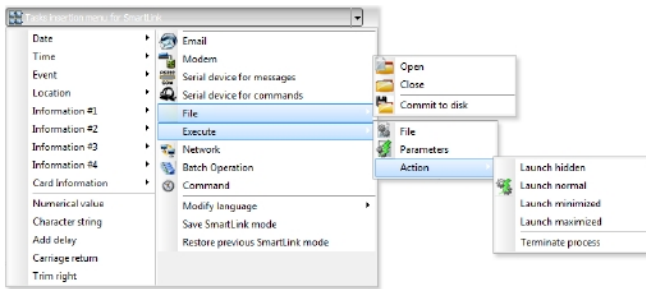 Tasks insertion menu for SmartLink
Date
Time
Event
Location
Information #1
Information #2
Information #3
Information #4
Card Information
Numerical value
Character string
Add delay
Carriage return
Trim right
Email
Modem
Serial device for messages
Serial device for commands
File
Execute
Network
Batch Operation
Command
Modify language
Save SmartLink mode
Restore previous SmartLink mode
Open
Close
Commit to disk
File
Parameters
Action
Launch hidden
Launch normal
Launch minimized
Launch maximized
Terminate process